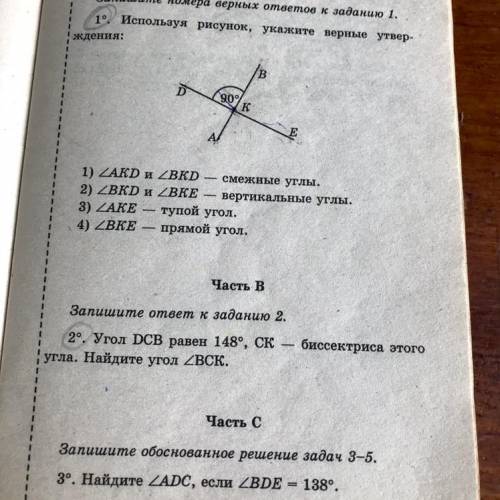 Запишите номера верных ответов к заданию 1.
1°. Используя рисунок, укажите верные утвер-
ждения:
B
D
90°
K
A
E
1) ∠AKD и ∠BKD — смежные углы.
2) ∠BKD и ∠BKE — вертикальные углы.
3) ∠AKE — тупой угол.
4) ∠BKE — прямой угол.
Часть B
Запишите ответ к заданию 2.
2°. Угол DCB равен 148°, CK — биссектриса этого
угла. Найдите угол ∠BCK.
Часть C
Запишите обоснованное решение задач 3–5.
3°. Найдите ∠ADC, если ∠BDE = 138°.